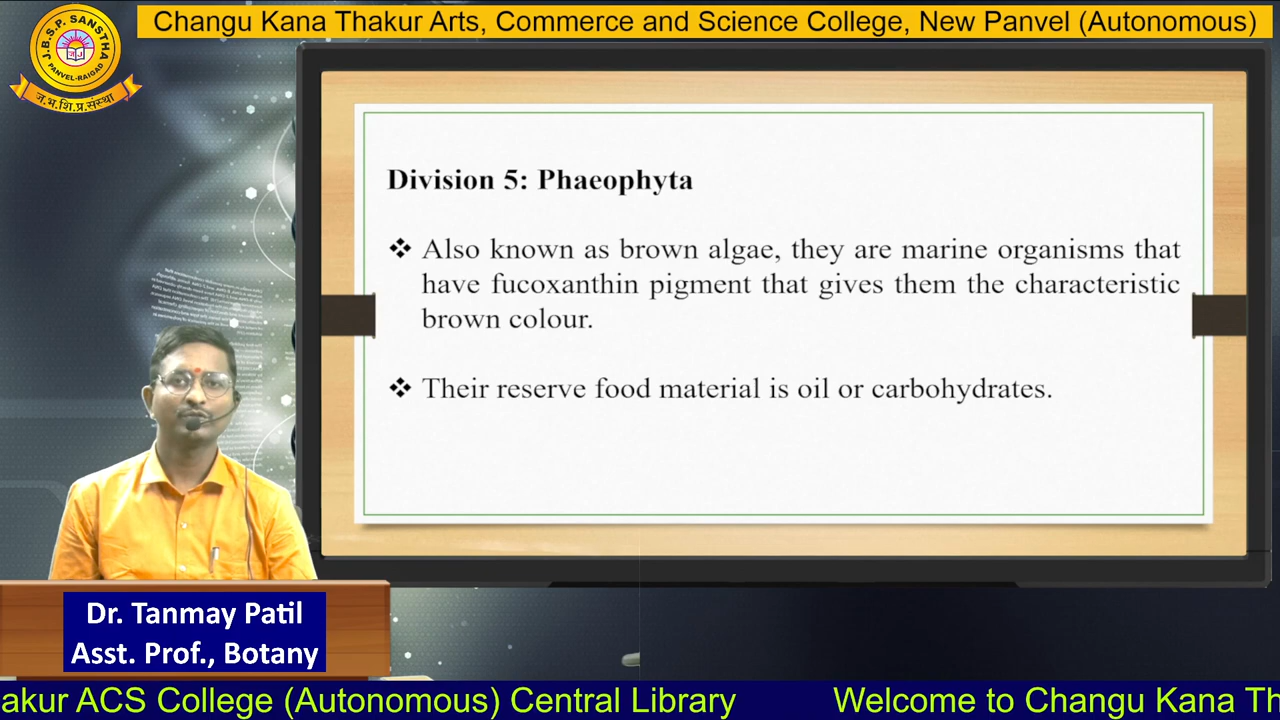 Changu Kana Thakur Arts, Commerce and Science College, New Panvel (Autonomous)
J.B.S.P. SANSTHA
PANVEL-RAIGAD
ज.भ.शि.प्र.संस्था
Division 5: Phaeophyta
❖ Also known as brown algae, they are marine organisms that
have fucoxanthin pigment that gives them the characteristic
brown colour.
❖ Their reserve food material is oil or carbohydrates.
Dr. Tanmay Patil
Asst. Prof., Botany
akur ACS College (Autonomous) Central Library Welcome to Changu Kana Th